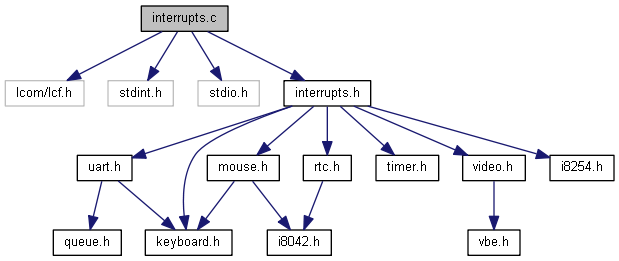 interrupts.c
lcom/lcf.h
stdint.h
stdio.h
interrupts.h
uart.h
mouse.h
rtc.h
timer.h
video.h
i8254.h
queue.h
keyboard.h
i8042.h
vbe.h